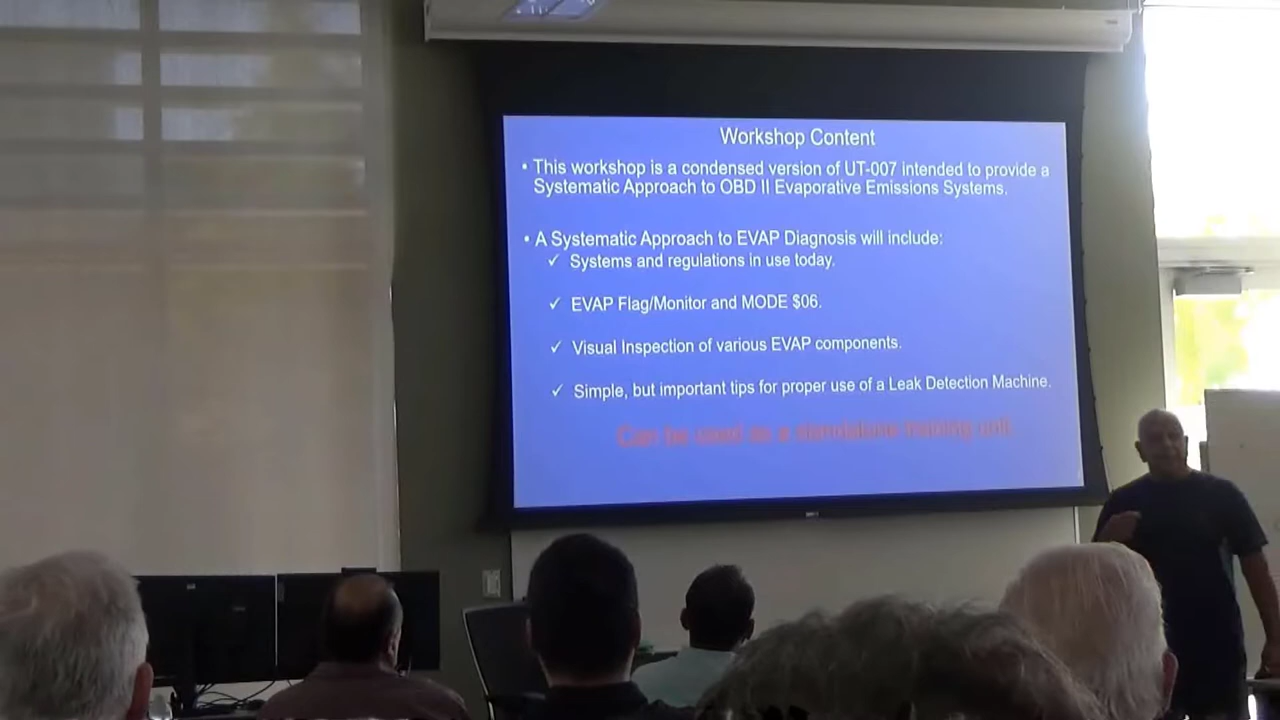 Workshop Content
• This workshop is a condensed version of UT-007 intended to provide a
Systematic Approach to OBD II Evaporative Emissions Systems.
• A Systematic Approach to EVAP Diagnosis will include:
✓ Systems and regulations in use today.
✓ EVAP Flag/Monitor and MODE $06.
✓ Visual Inspection of various EVAP components.
✓ Simple, but important tips for proper use of a Leak Detection Machine.
Can be used as a standalone training unit.